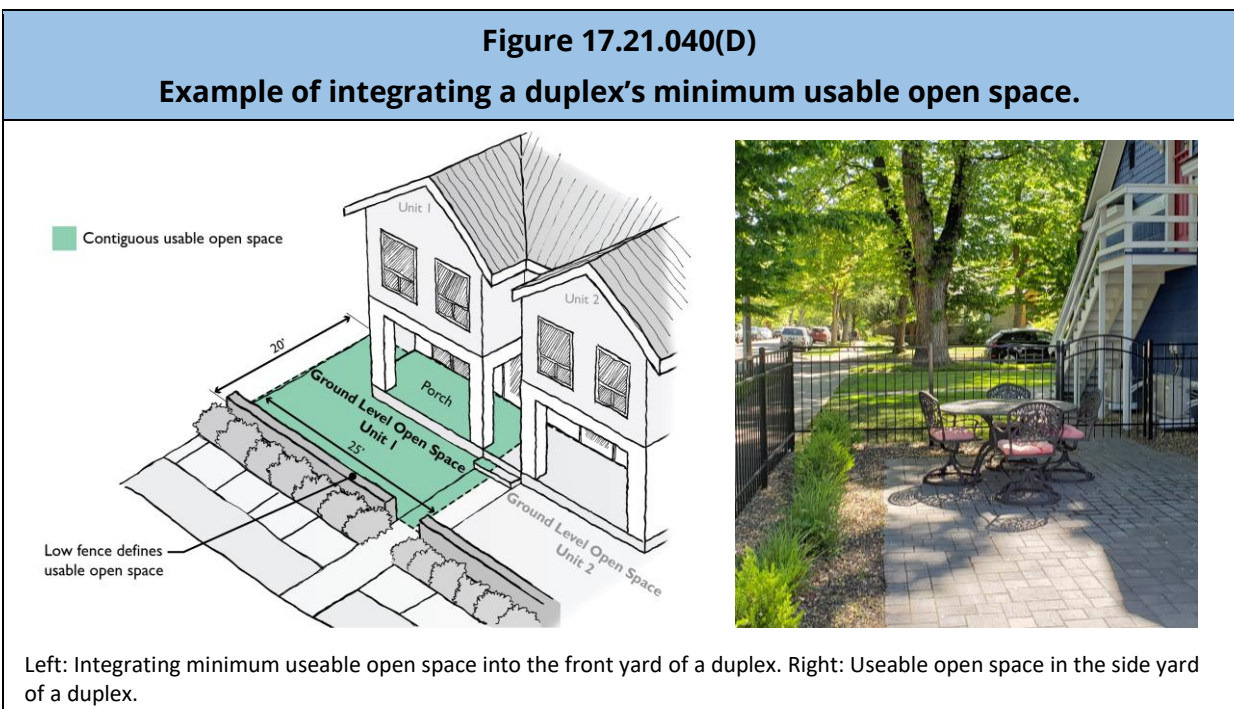 Figure 17.21.040(D)
Example of integrating a duplex’s minimum usable open space.
Contiguous usable open space
Unit 1
Unit 2
20'
Porch
Ground Level Open Space
Unit 1
25'
Ground Level Open Space
Unit 2
Low fence defines
usable open space
Left: Integrating minimum useable open space into the front yard of a duplex. Right: Useable open space in the side yard
of a duplex.